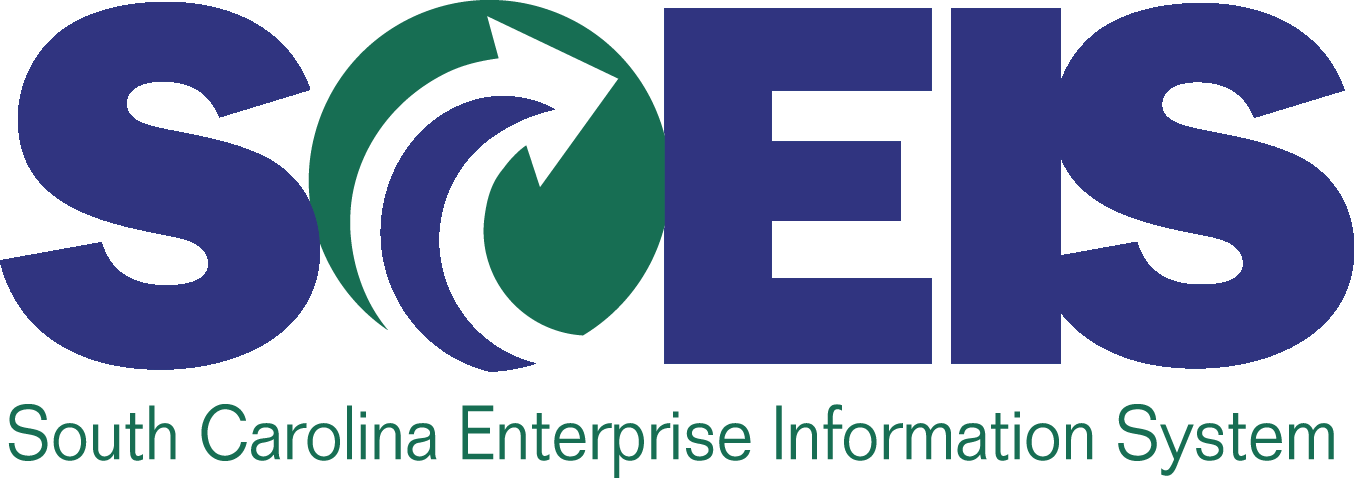 SCEIS
South Carolina Enterprise Information System